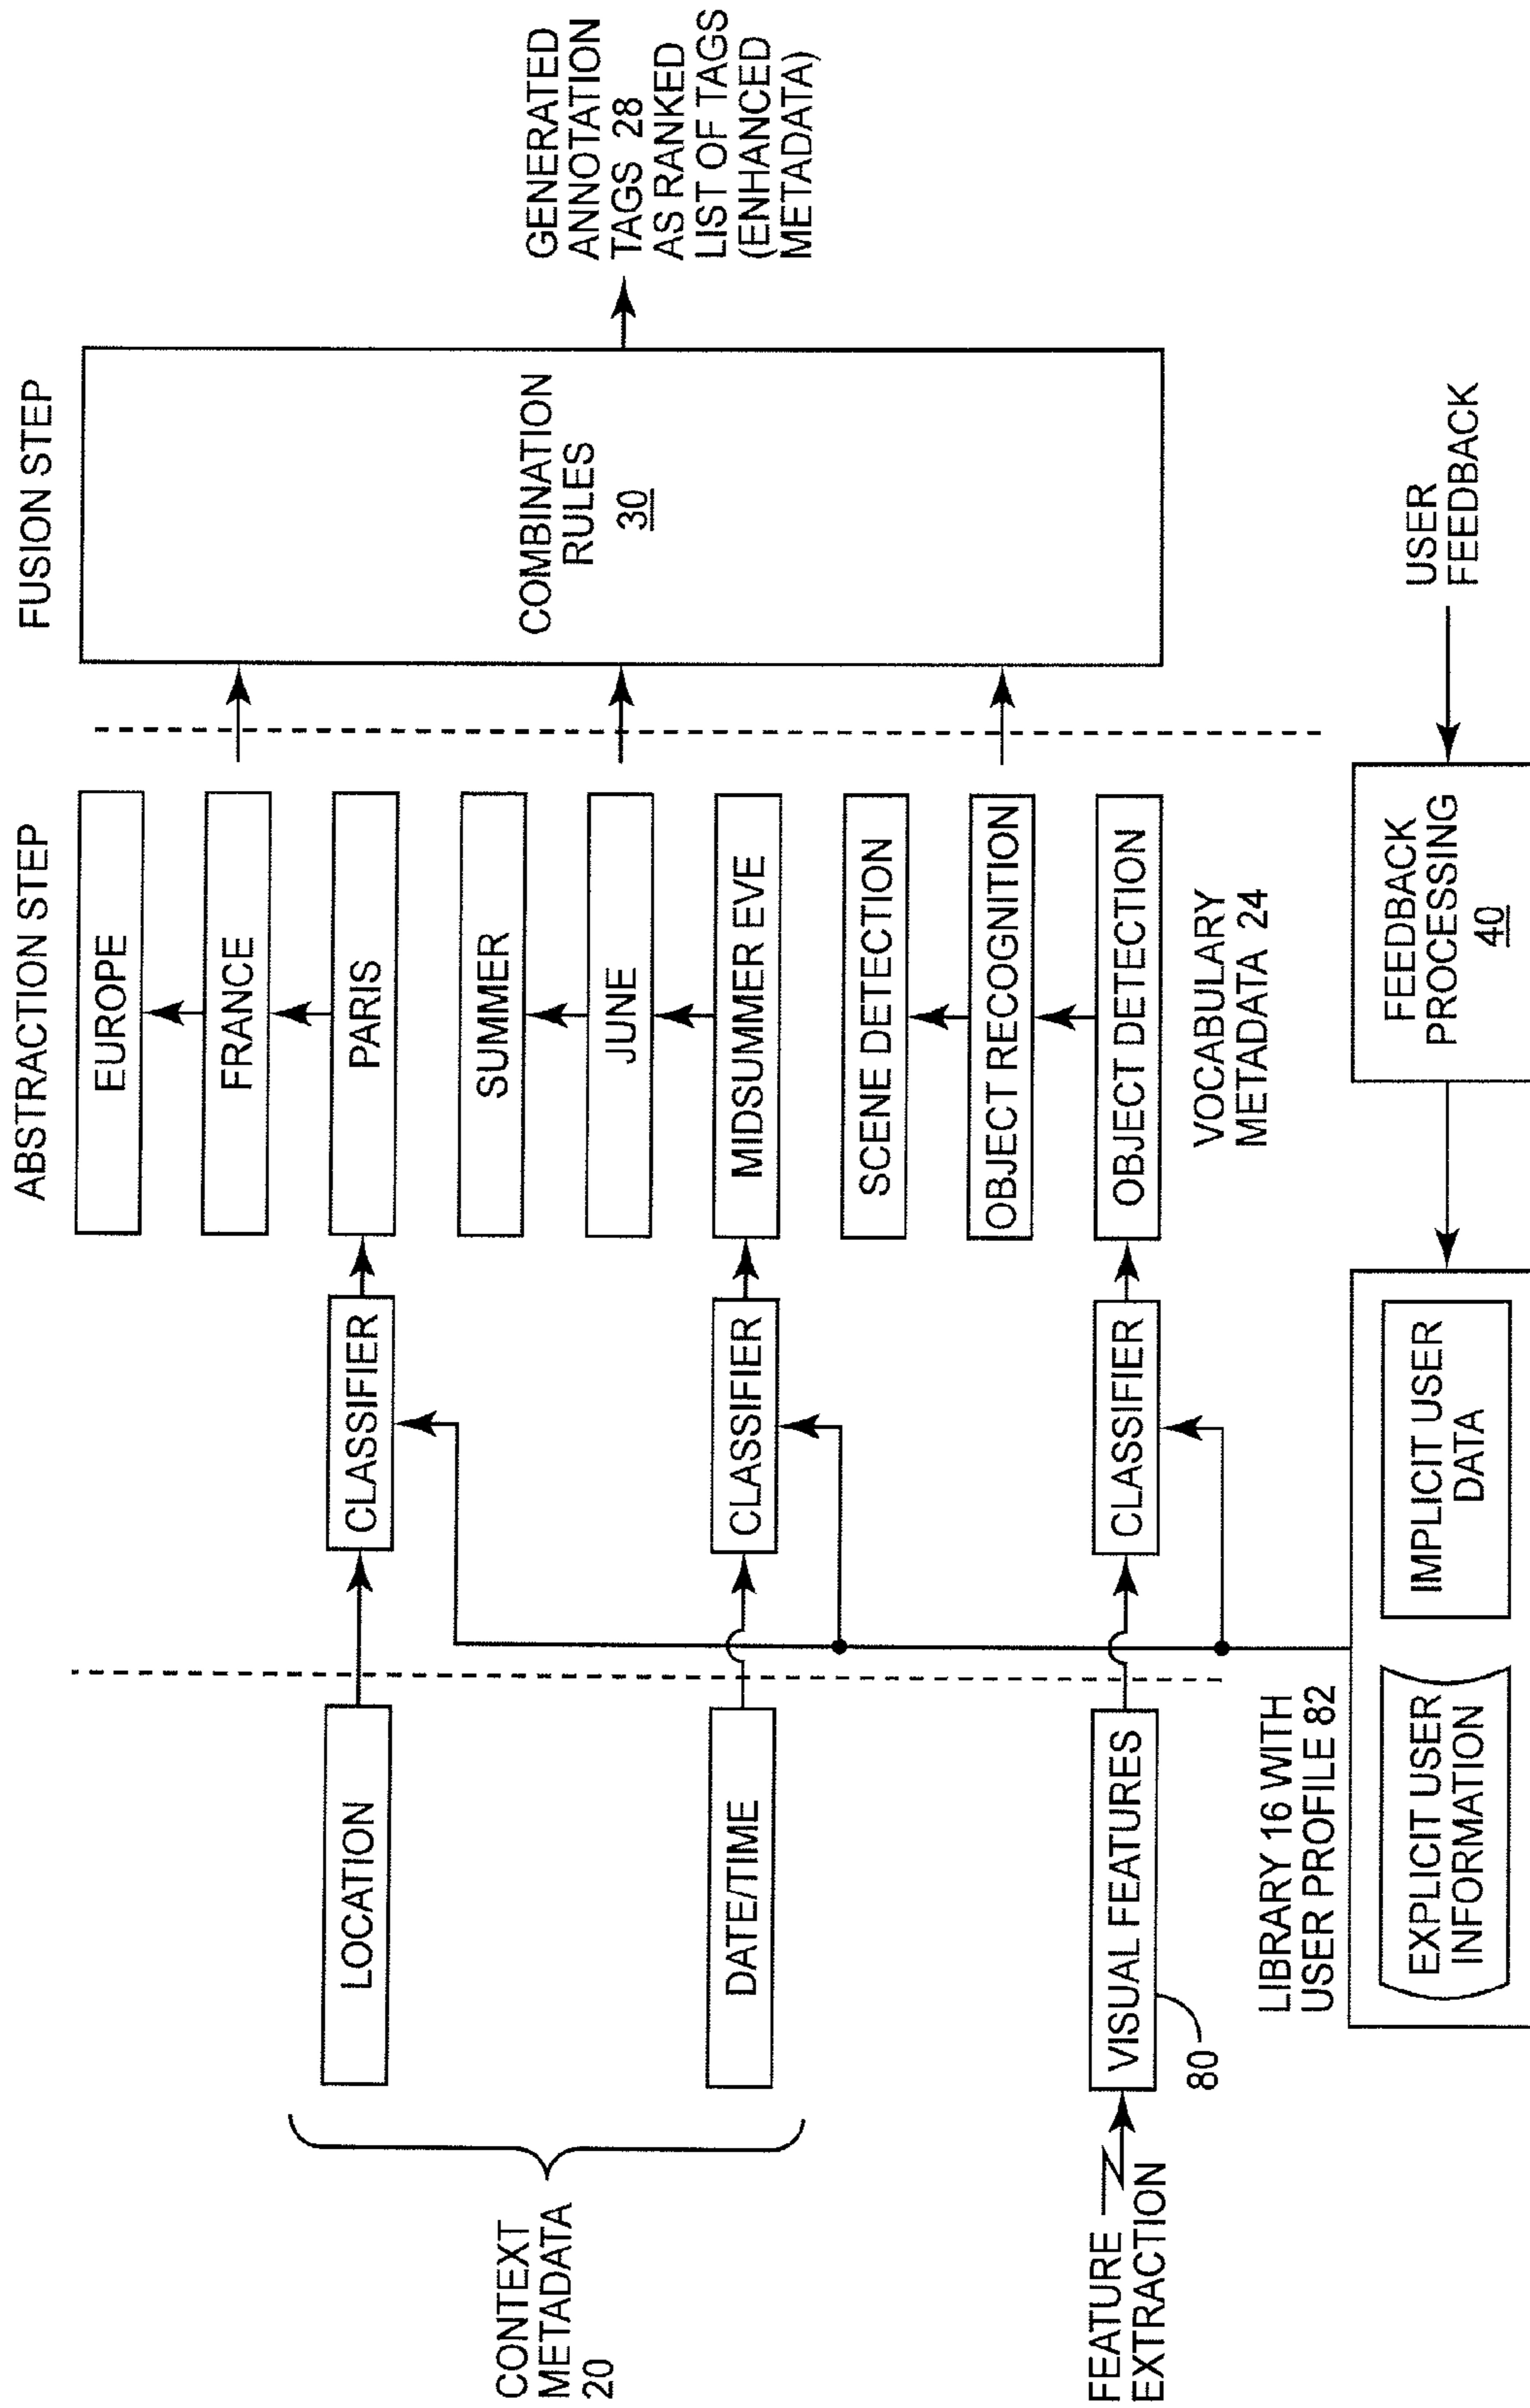 ABSTRACTION STEP
FUSION STEP
EUROPE
FRANCE
LOCATION
CLASSIFIER
PARIS
CONTEXT
METADATA
20
SUMMER
JUNE
DATE/TIME
CLASSIFIER
MIDSUMMER EVE
COMBINATION
RULES
30
GENERATED
ANNOTATION
TAGS 28
AS RANKED
LIST OF TAGS
(ENHANCED
METADATA)
SCENE DETECTION
OBJECT RECOGNITION
FEATURE
EXTRACTION
VISUAL FEATURES
80
CLASSIFIER
OBJECT DETECTION
VOCABULARY
METADATA 24
LIBRARY 16 WITH
USER PROFILE 82
EXPLICIT USER
INFORMATION
IMPLICIT USER
DATA
FEEDBACK
PROCESSING
40
USER
FEEDBACK